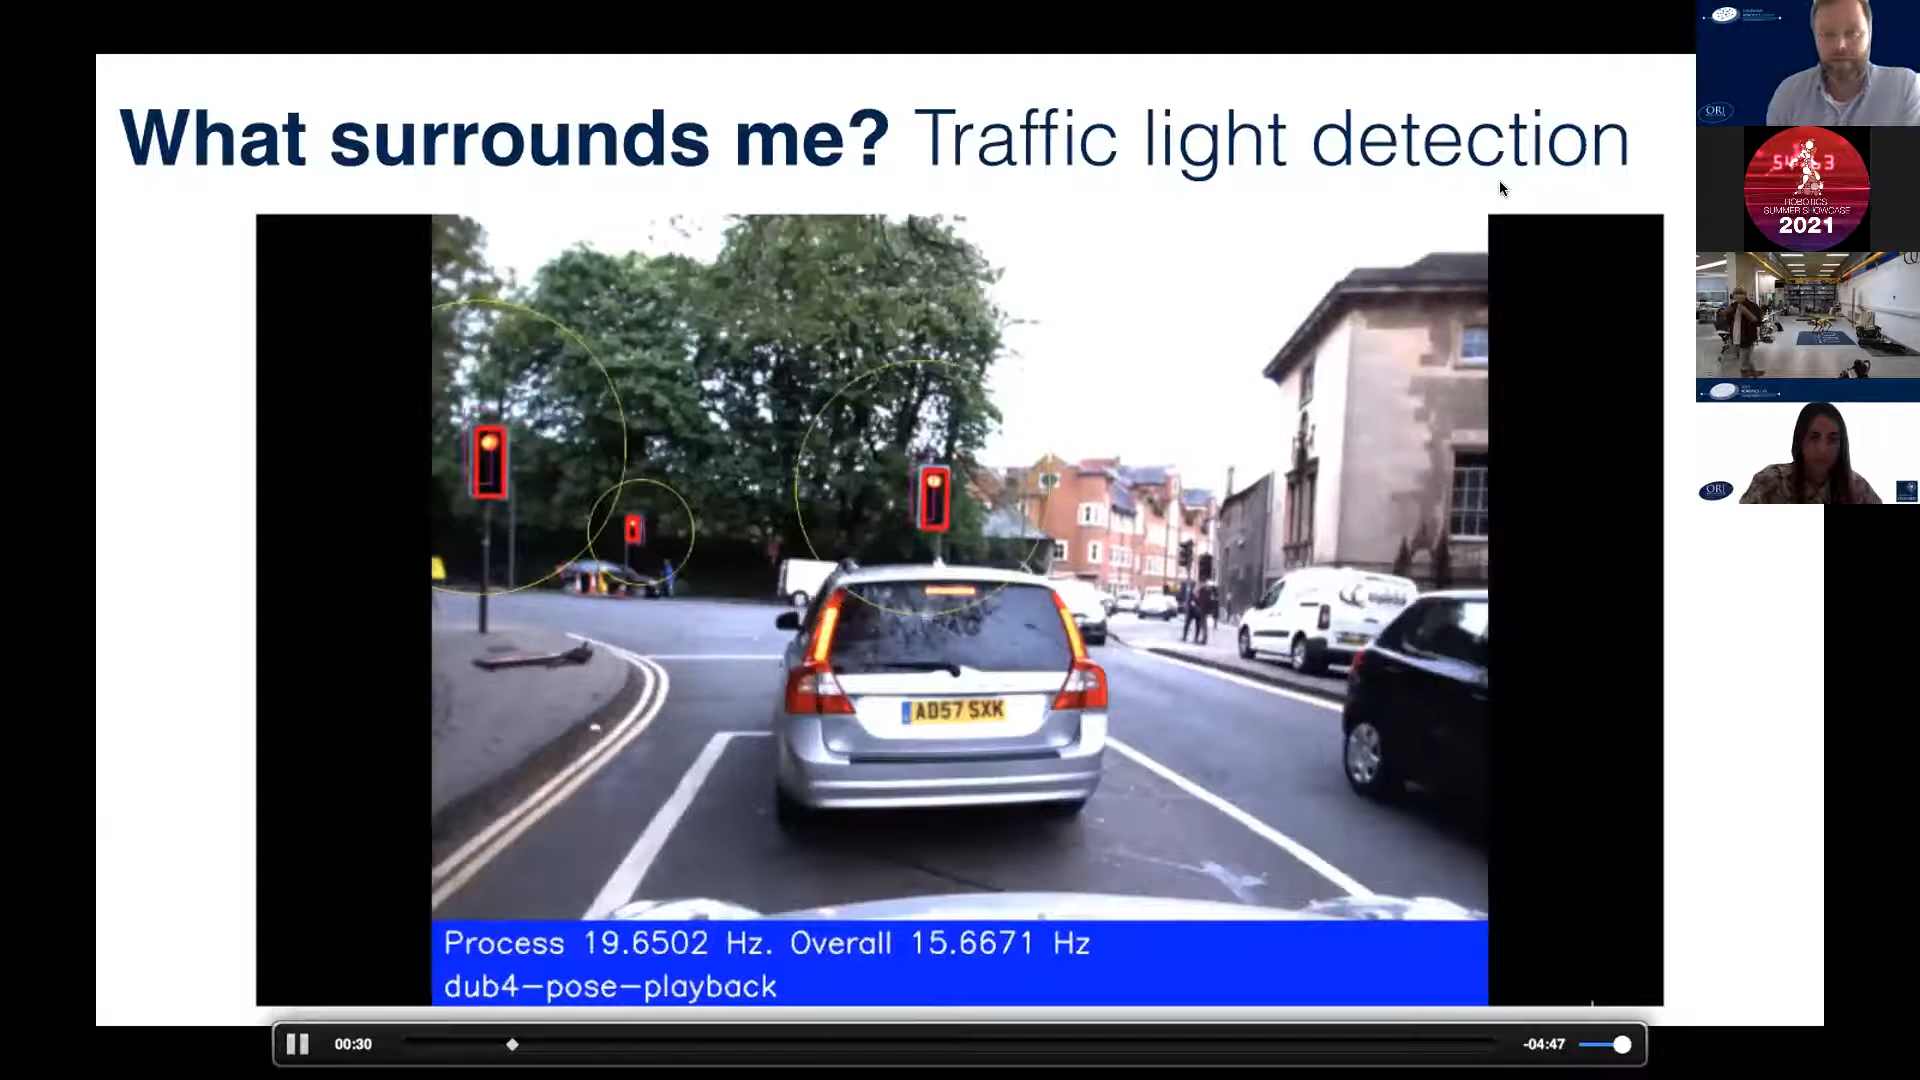 What surrounds me? Traffic light detection
AD57 SXK
Process 19.6502 Hz. Overall 15.6671 Hz
dub4-pose-playback
00:30
-04:47
ORI
ROBOTICS
SUMMER SHOWCASE
2021
ORI